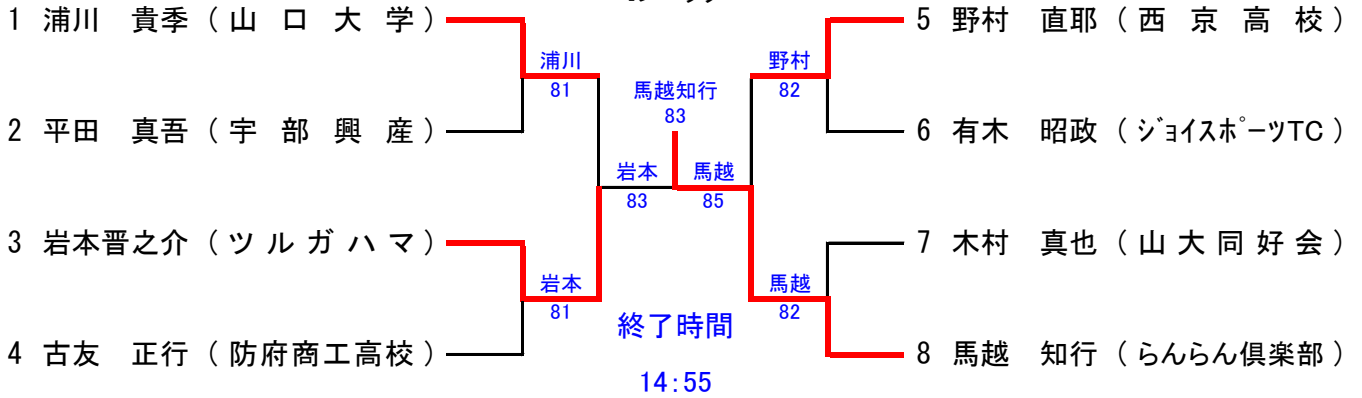 1 浦川 貴季 ( 山 口 大 学 )
浦川
81
2 平田 真吾 ( 宇 部 興 産 )
岩本
83
3 岩本晋之介 ( ツ ル ガ ハ マ )
岩本
81
4 古友 正行 ( 防府商工高校 )
馬越知行
83
終了時間
14:55
5 野村 直耶 ( 西 京 高 校 )
野村
82
6 有木 昭政 ( ジョイスポーツTC )
馬越
85
7 木村 真也 ( 山 大 同 好 会 )
馬越
82
8 馬越 知行 ( らんらん倶楽部 )